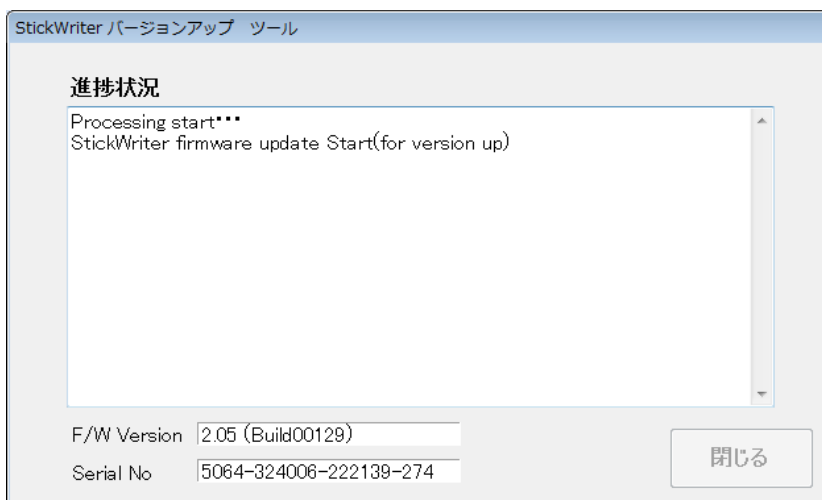 StickWriter バージョンアップ　ツール
進捗状況
Processing start･･･
StickWriter firmware update Start(for version up)
F/W Version 2.05 (Build00129)
Serial No 5064-324006-222139-274
閉じる